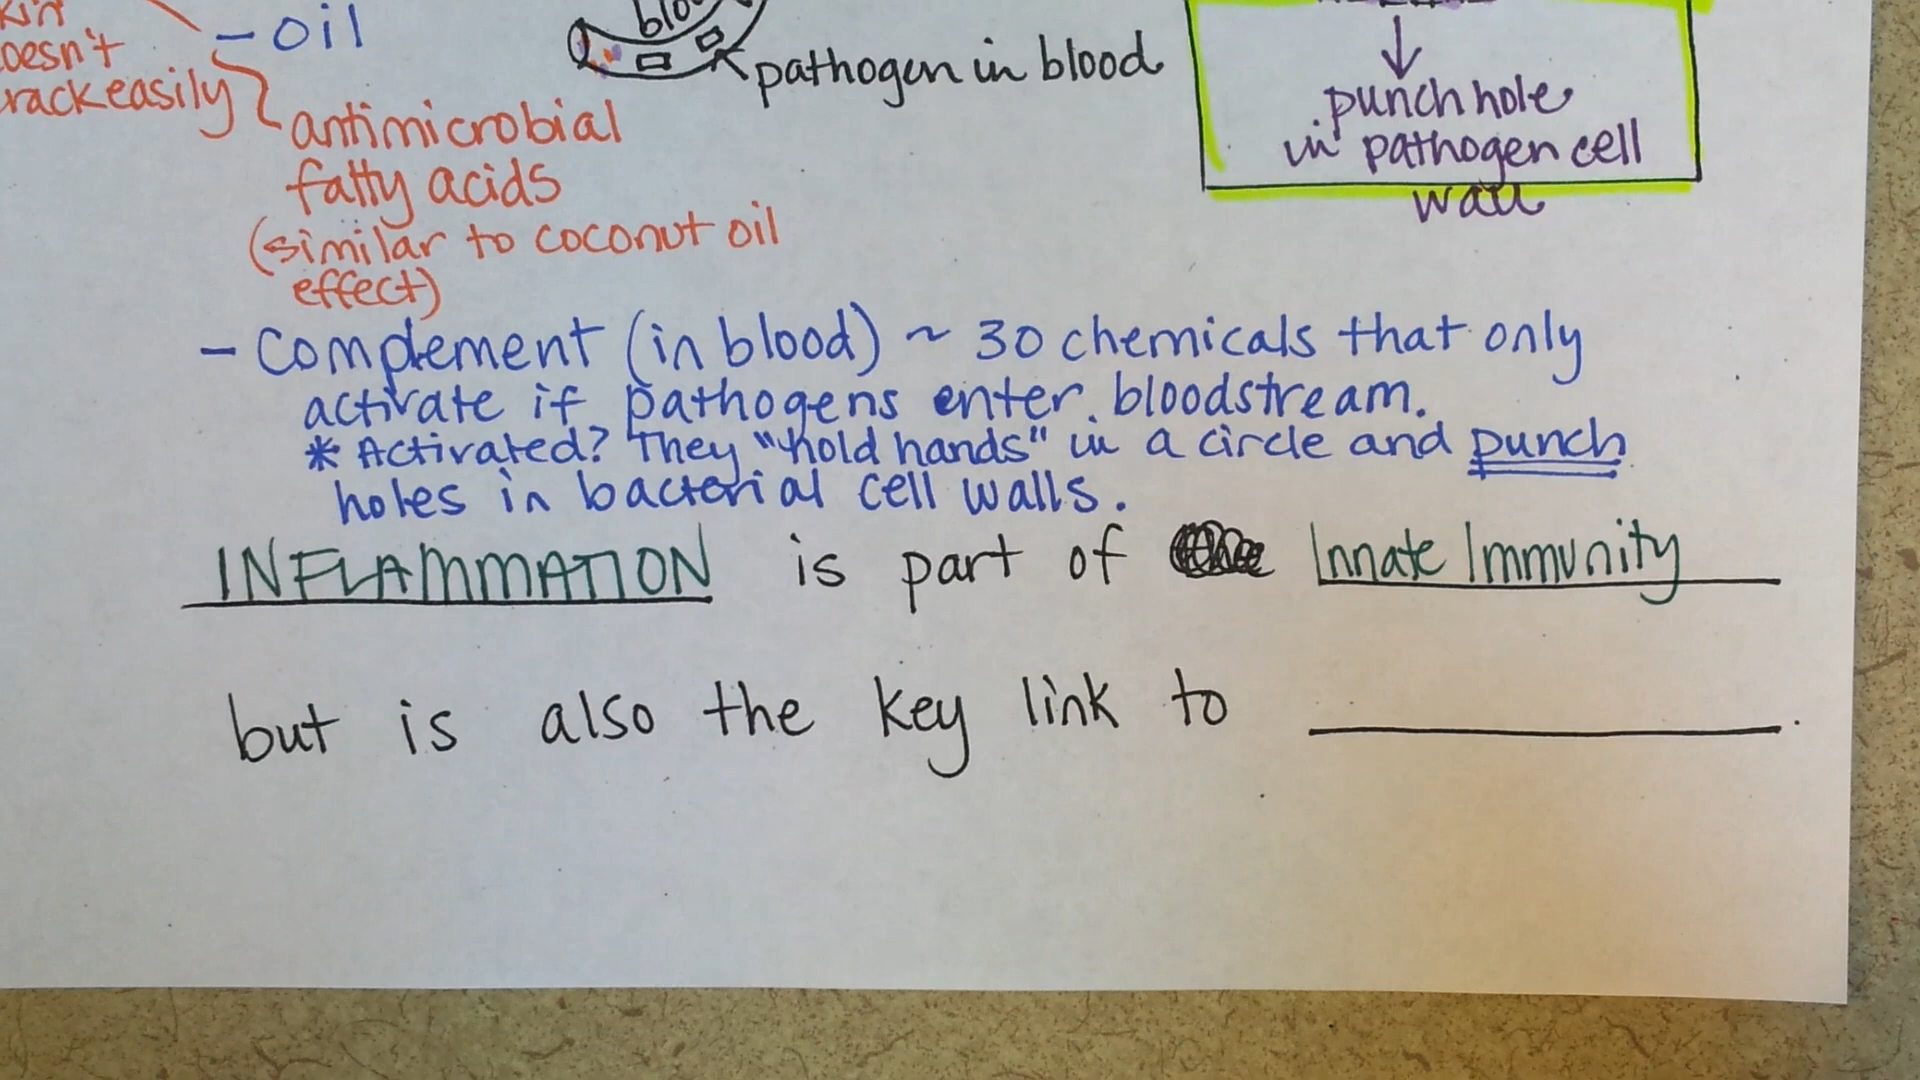 - oil
oesn't
rack easily
antimicrobial
fatty acids
(similar to coconut oil
effect)
blo
pathogen in blood
punch hole
in pathogen cell
wall
- Complement (in blood) ~ 30 chemicals that only
activate if pathogens enter bloodstream.
* Activated? They "hold hands" in a circle and punch
holes in bacterial cell walls.
INFLAMMATION is part of Innate Immunity
but is also the key link to ________.